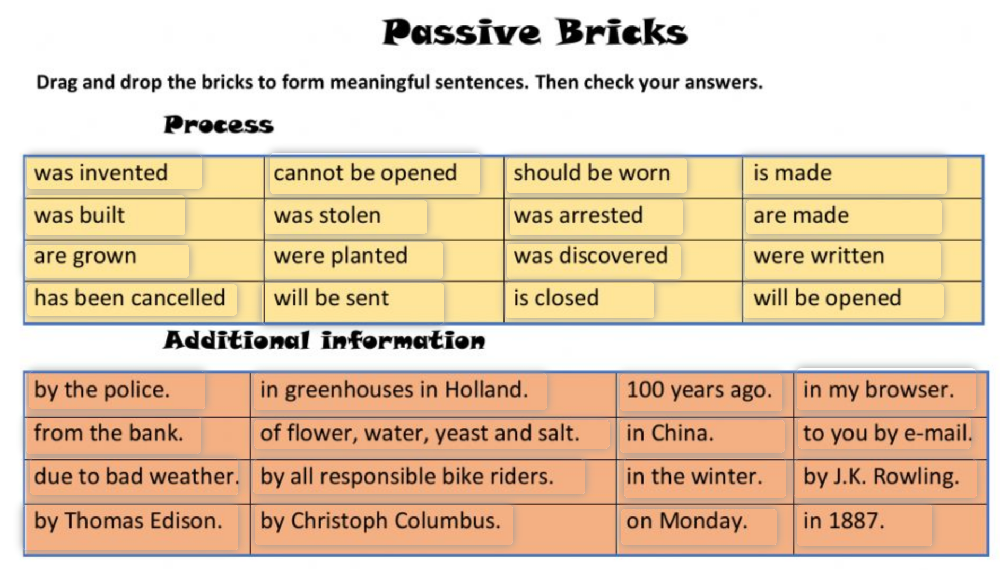 Passive Bricks
Drag and drop the bricks to form meaningful sentences. Then check your answers.
Process
was invented cannot be opened should be worn is made
was built was stolen was arrested are made
are grown were planted was discovered were written
has been cancelled will be sent is closed will be opened
Additional information
by the police. in greenhouses in Holland. 100 years ago. in my browser.
from the bank. of flower, water, yeast and salt. in China. to you by e-mail.
due to bad weather. by all responsible bike riders. in the winter. by J.K. Rowling.
by Thomas Edison. by Christoph Columbus. on Monday. in 1887.